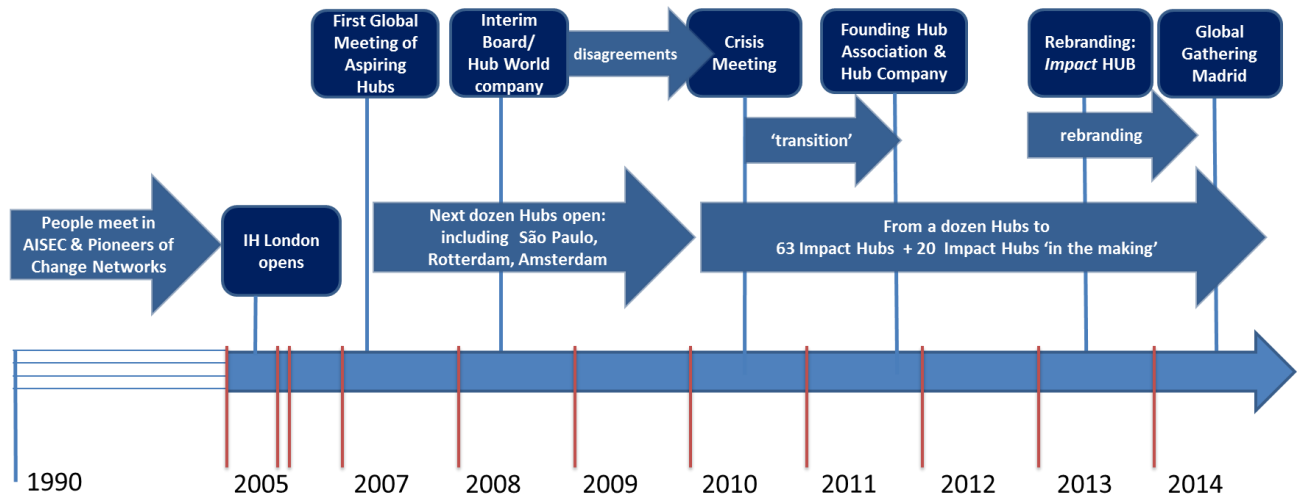 First Global
Meeting of
Aspiring
Hubs
Interim
Board/
Hub World
company
disagreements
Crisis
Meeting
Founding Hub
Association &
Hub Company
Rebranding:
Impact HUB
Global
Gathering
Madrid
‘transition’
rebranding
People meet in
AISEC & Pioneers of
Change Networks
IH London
opens
Next dozen Hubs open:
including São Paulo,
Rotterdam, Amsterdam
From a dozen Hubs to
63 Impact Hubs + 20 Impact Hubs ‘in the making’
1990
2005
2007
2008
2009
2010
2011
2012
2013
2014